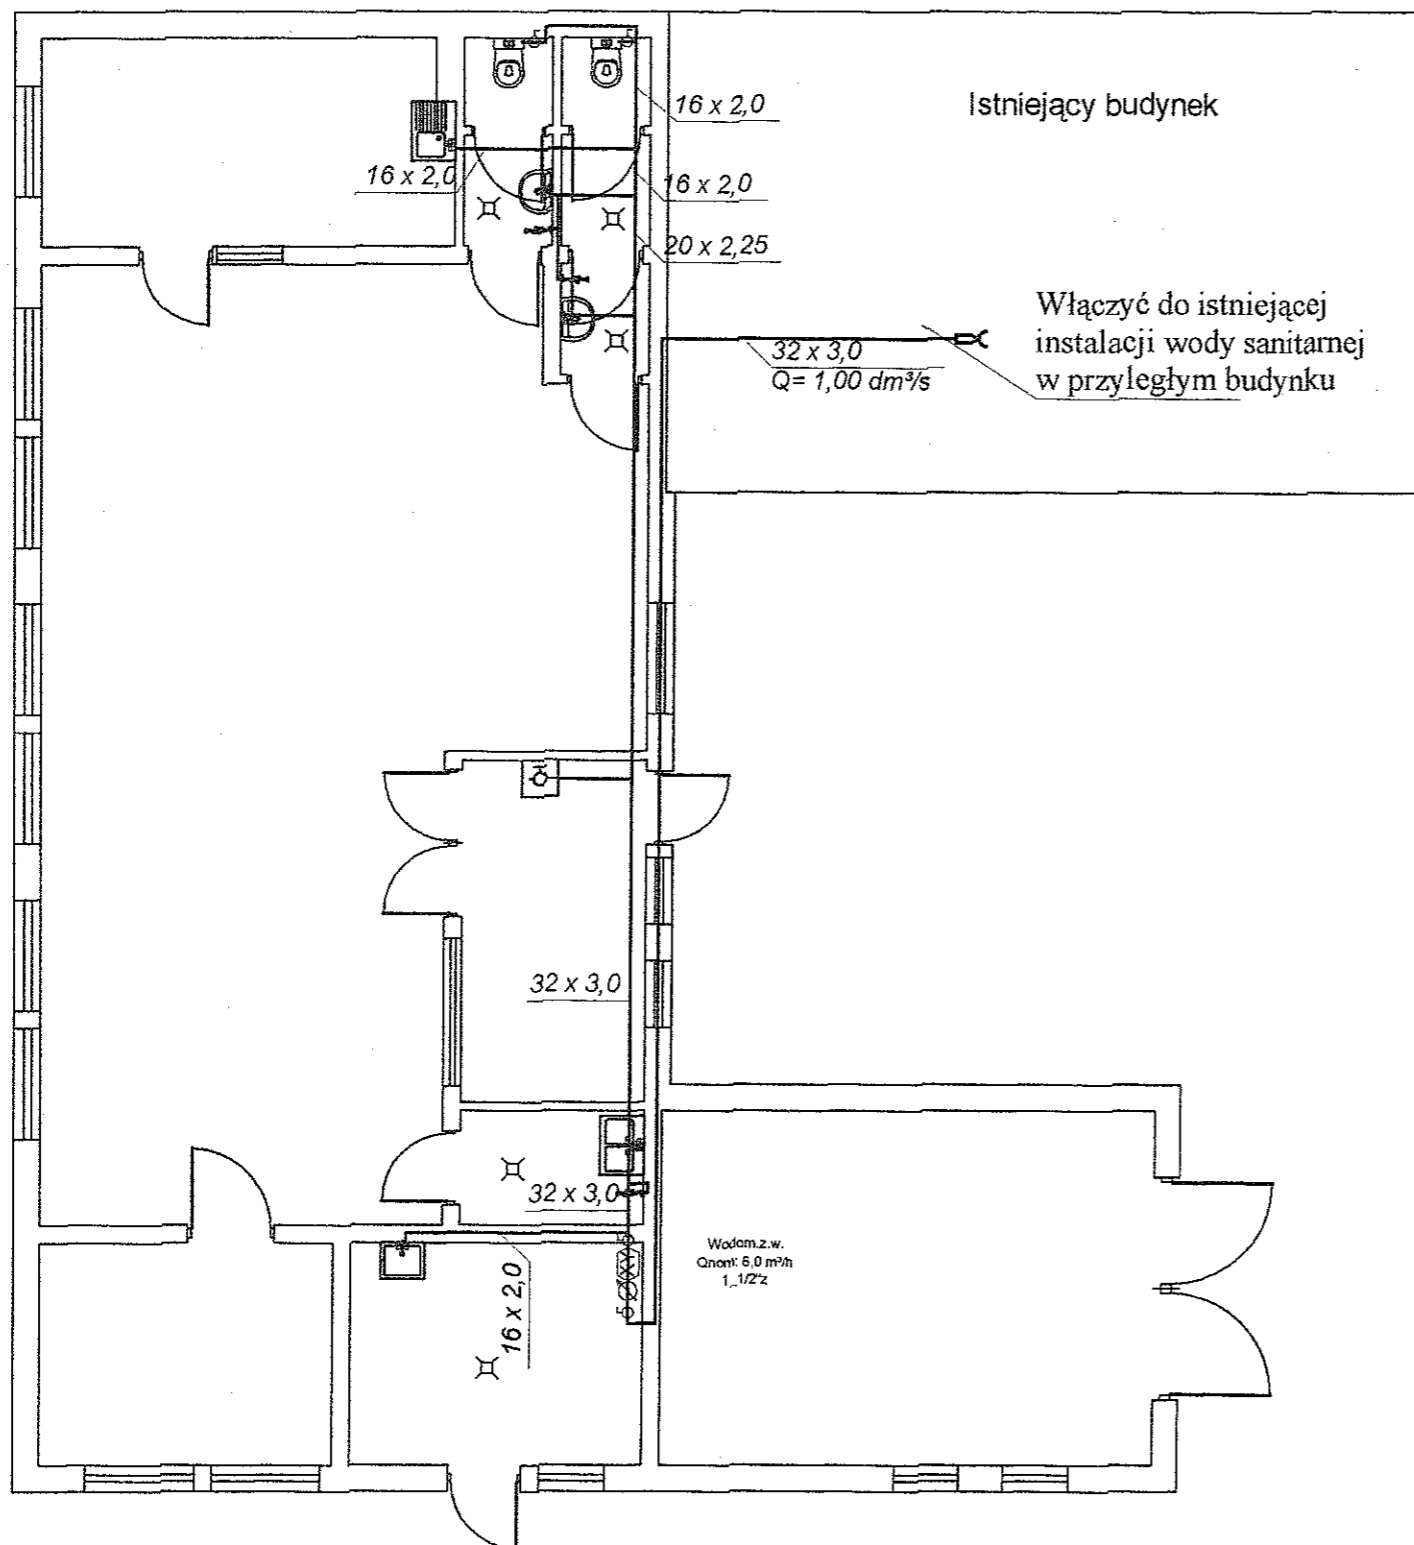 Istniejący budynek
16 x 2,0
16 x 2,0
16 x 2,0
20 x 2,25
Włączyć do istniejącej
instalacji wody sanitarnej
w przyległym budynku
32 x 3,0
Q= 1,00 dm³/s
32 x 3,0
32 x 3,0
16 x 2,0
Wodom.z.w.
Qnom: 6,0 m³/h
1_1/2"z